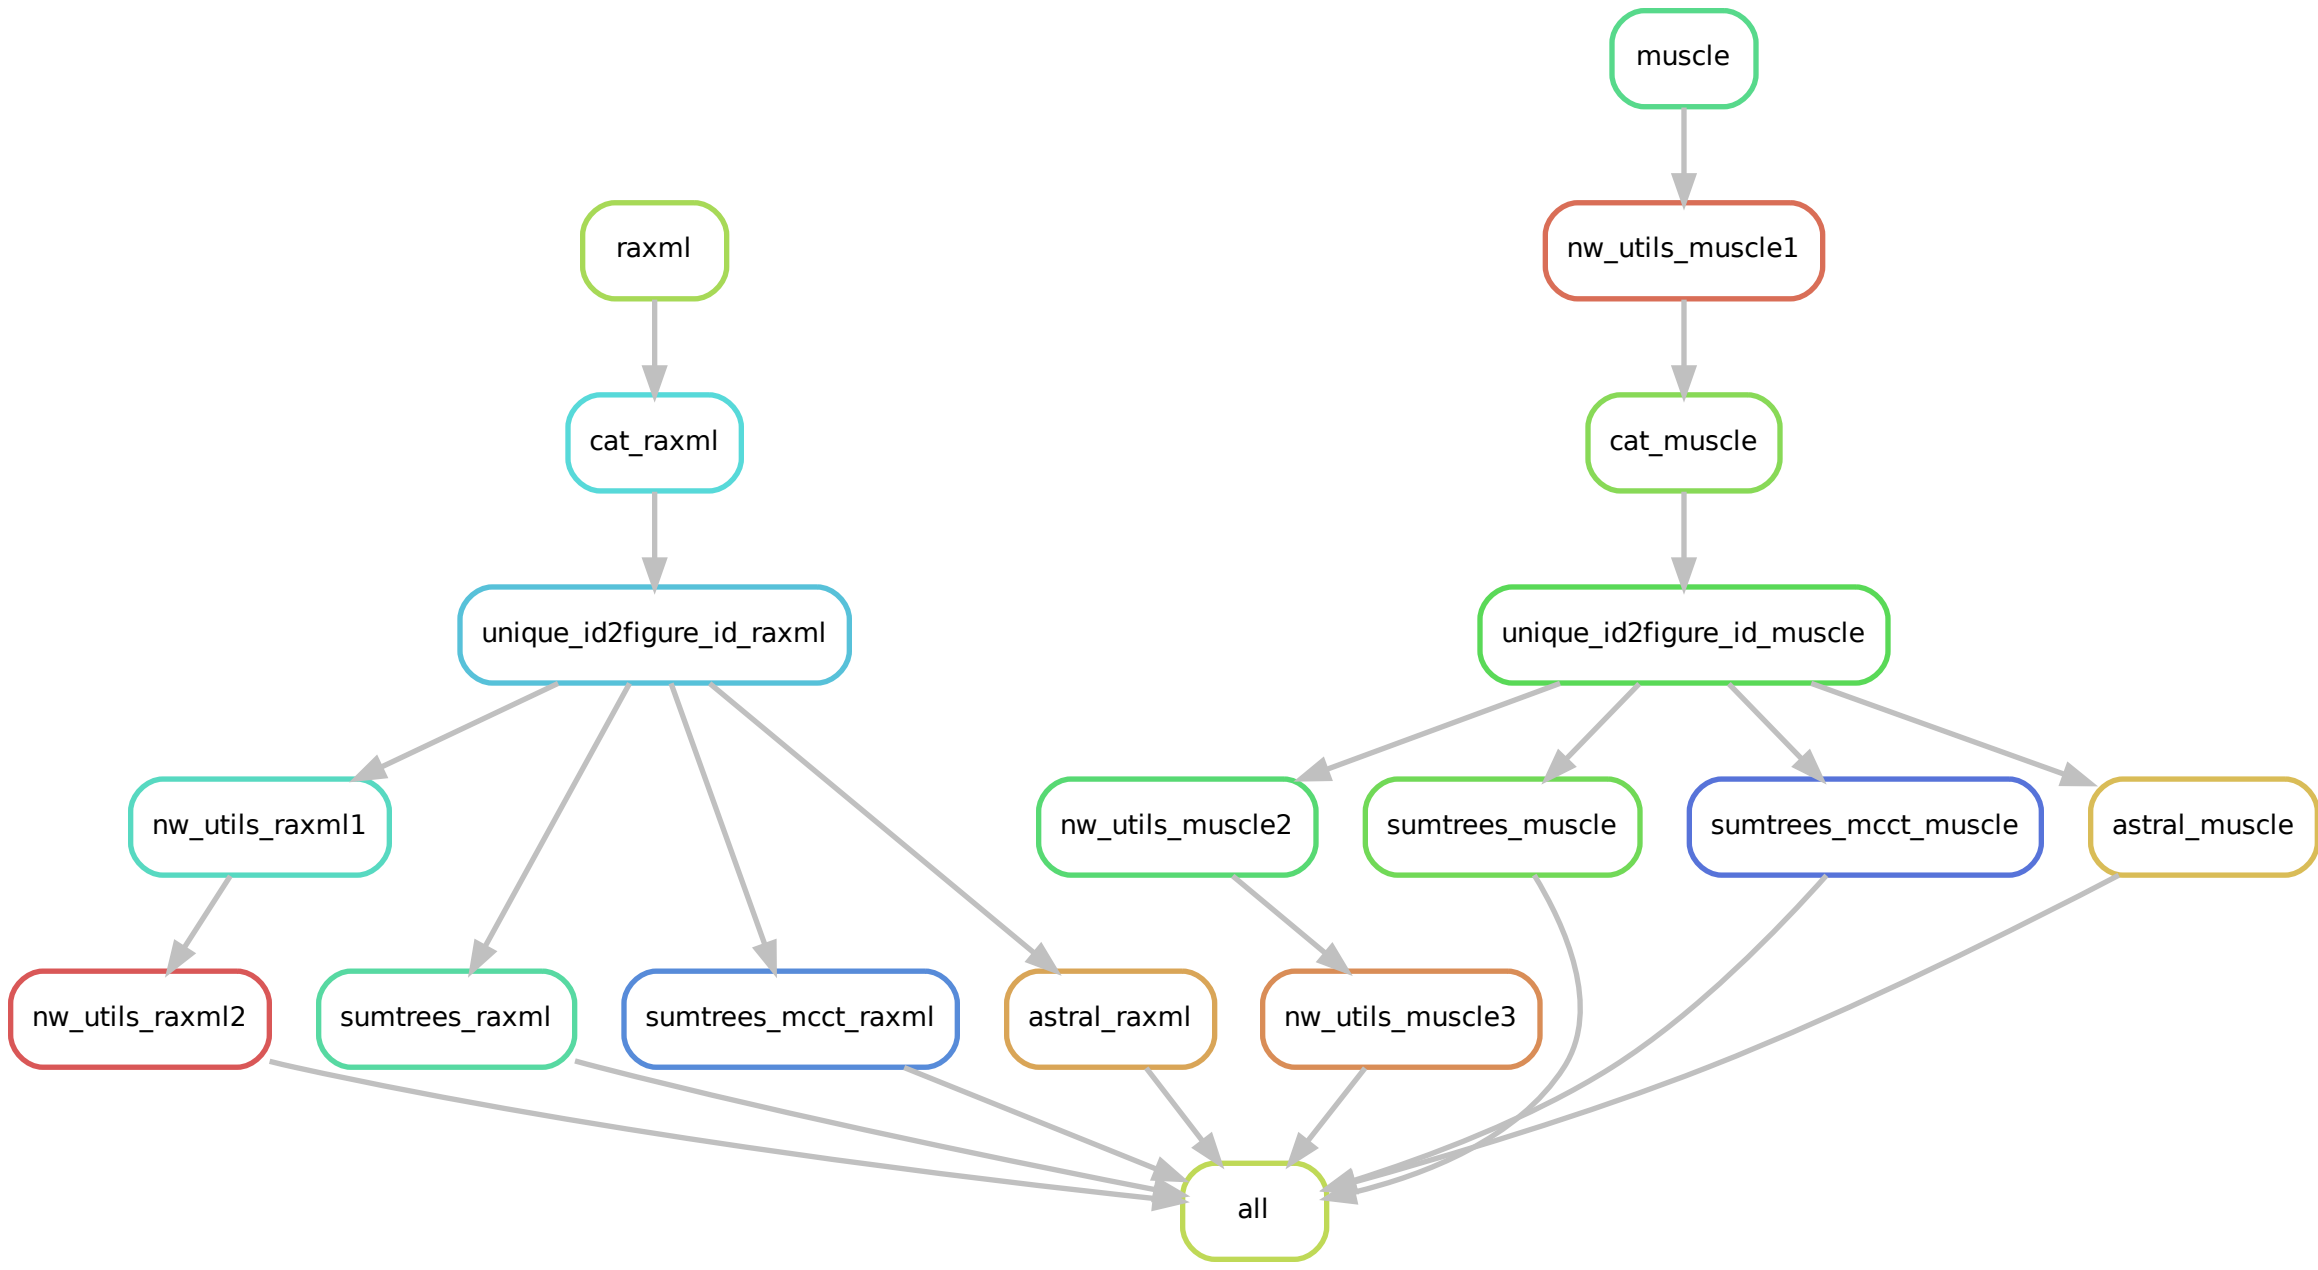 muscle
raxml
nw_utils_muscle1
cat_raxml
cat_muscle
unique_id2figure_id_raxml
unique_id2figure_id_muscle
nw_utils_raxml1
nw_utils_muscle2
sumtrees_muscle
sumtrees_mcct_muscle
astral_muscle
nw_utils_raxml2
sumtrees_raxml
sumtrees_mcct_raxml
astral_raxml
nw_utils_muscle3
all